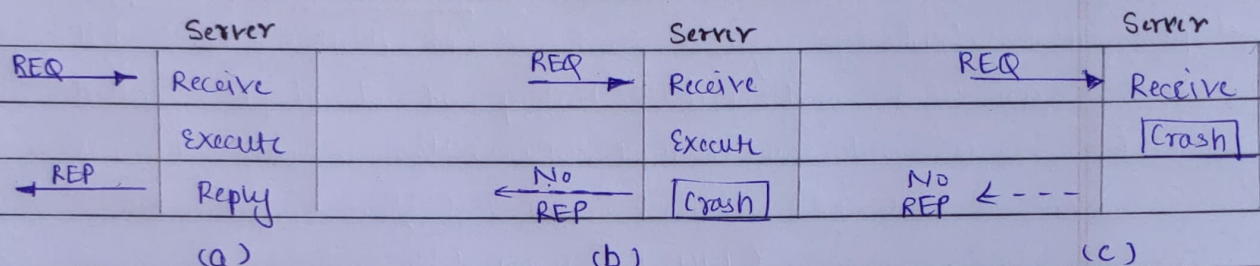 Server Server Server
REQ Receive REQ Receive REQ Receive
Execute Execute Crash
REP Reply No REP Crash NO REP
(a) (b) (c)